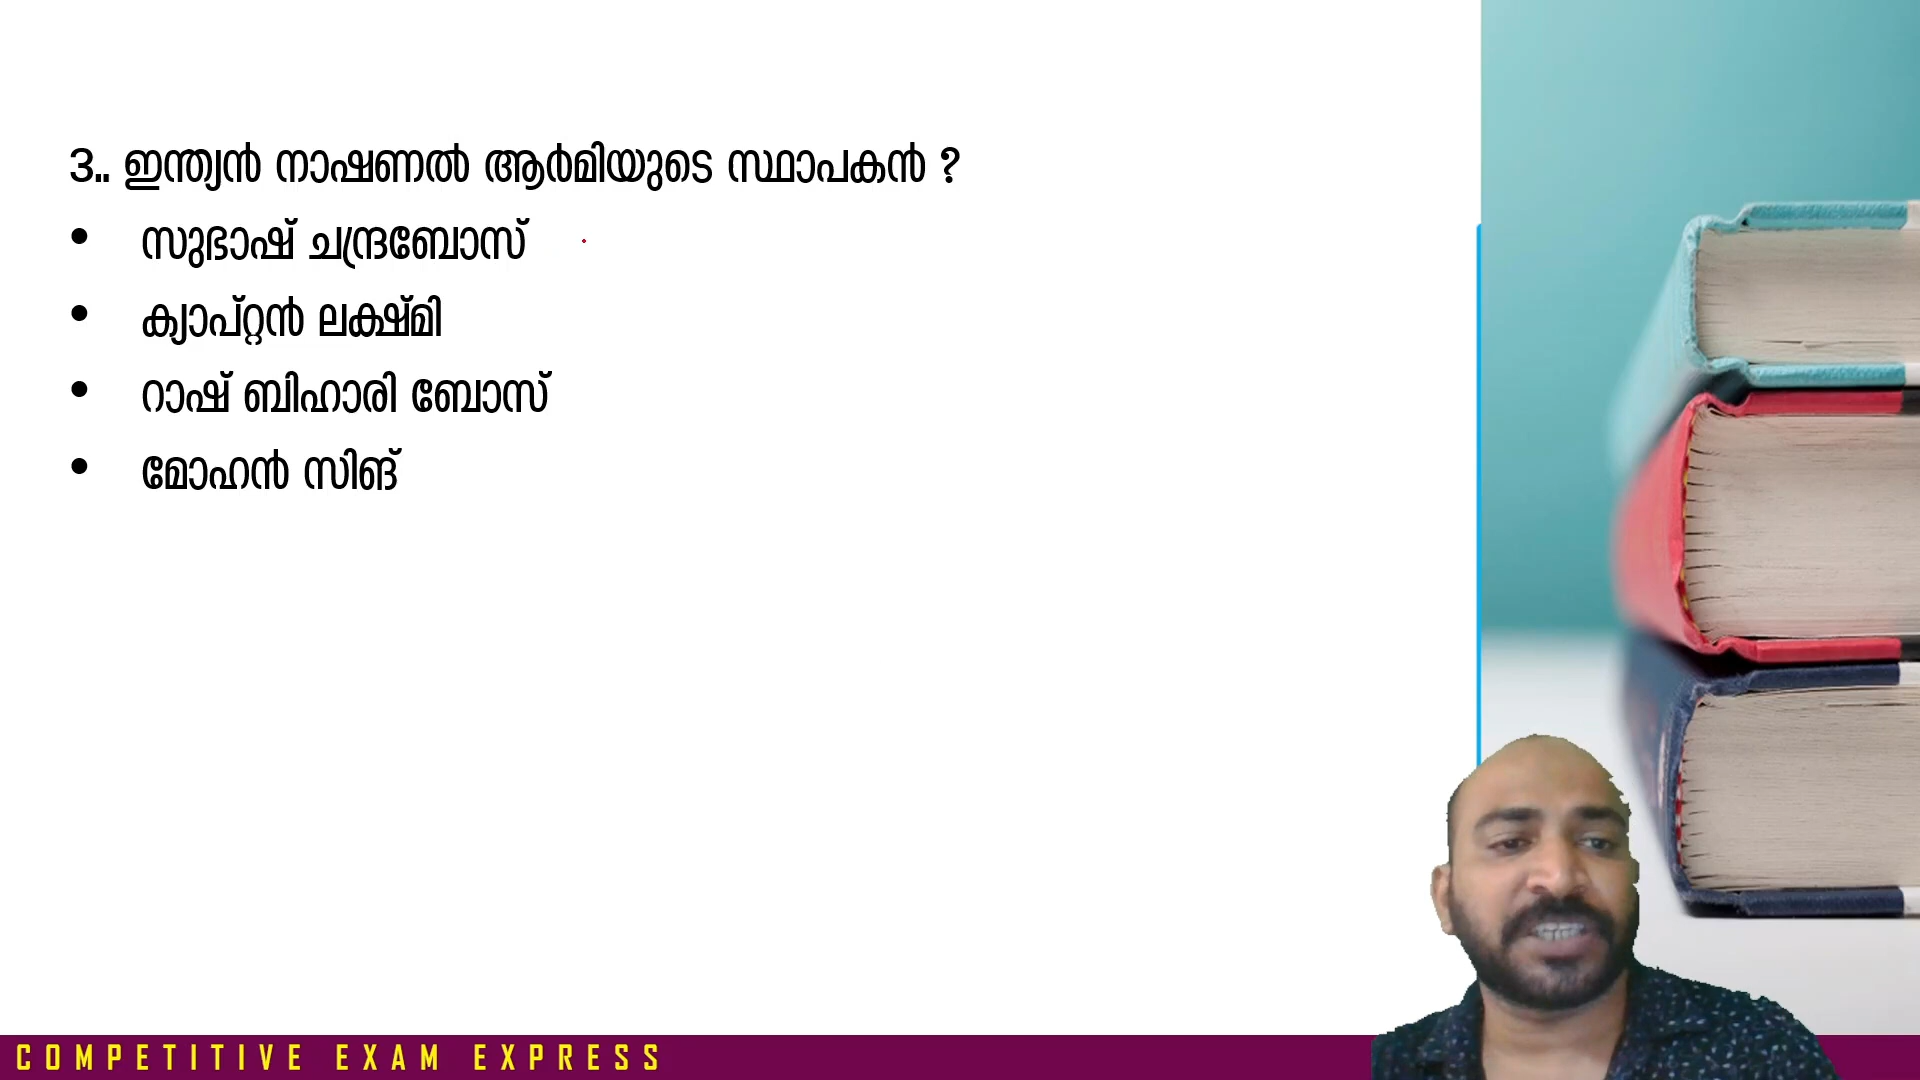 3.. ഇന്ത്യൻ നാഷണൽ ആർമിയുടെ സ്ഥാപകൻ ?
• സുഭാഷ് ചന്ദ്രബോസ്
• ക്യാപ്റ്റൻ ലക്ഷ്മി
• റാഷ് ബിഹാരി ബോസ്
• മോഹൻ സിങ്
COMPETITIVE EXAM EXPRESS